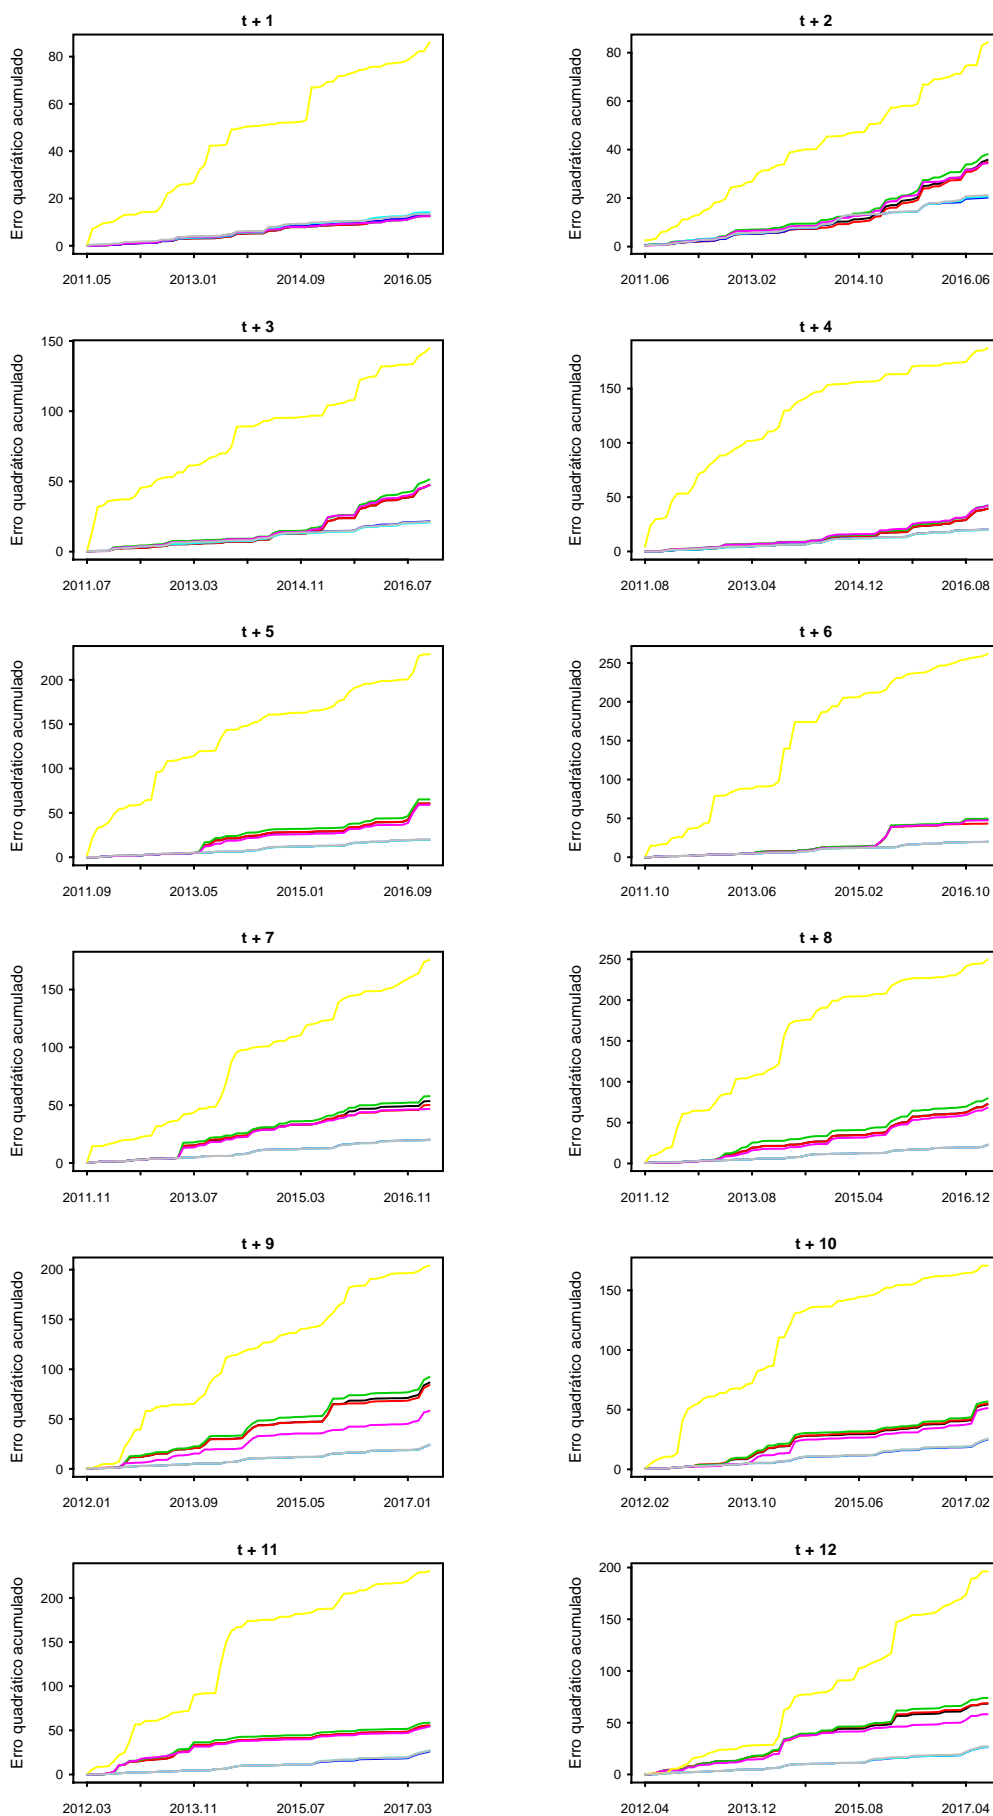 t + 1
Erro quadrático acumulado
80
60
40
20
0
2011.05 2013.01 2014.09 2016.05
t + 2
Erro quadrático acumulado
80
60
40
20
0
2011.06 2013.02 2014.10 2016.06
t + 3
Erro quadrático acumulado
150
100
50
0
2011.07 2013.03 2014.11 2016.07
t + 4
Erro quadrático acumulado
150
100
50
0
2011.08 2013.04 2014.12 2016.08
t + 5
Erro quadrático acumulado
200
150
100
50
0
2011.09 2013.05 2015.01 2016.09
t + 6
Erro quadrático acumulado
250
200
150
100
50
0
2011.10 2013.06 2015.02 2016.10
t + 7
Erro quadrático acumulado
150
100
50
0
2011.11 2013.07 2015.03 2016.11
t + 8
Erro quadrático acumulado
250
200
150
100
50
0
2011.12 2013.08 2015.04 2016.12
t + 9
Erro quadrático acumulado
200
150
100
50
0
2012.01 2013.09 2015.05 2017.01
t + 10
Erro quadrático acumulado
150
100
50
0
2012.02 2013.10 2015.06 2017.02
t + 11
Erro quadrático acumulado
200
150
100
50
0
2012.03 2013.11 2015.07 2017.03
t + 12
Erro quadrático acumulado
200
150
100
50
0
2012.04 2013.12 2015.08 2017.04